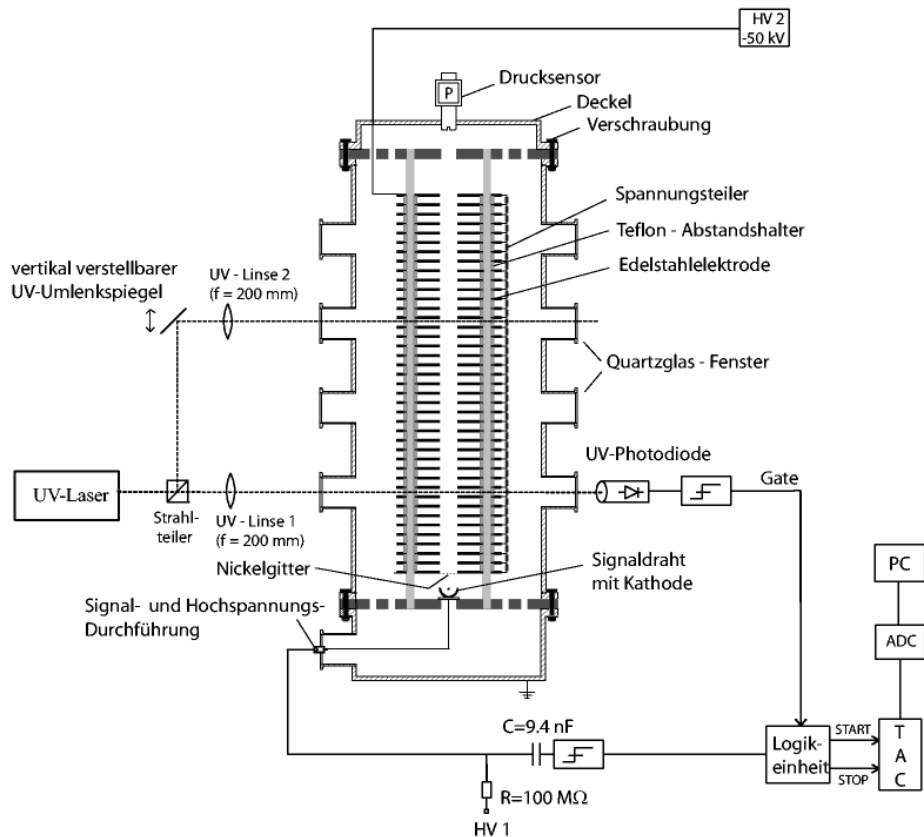 HV 2
-50 kV
Drucksensor
P
Deckel
Verschraubung
Spannungsteiler
Teflon - Abstandshalter
Edelstahlelektrode
vertikal verstellbarer
UV-Umlenkspiegel
UV - Linse 2
(f = 200 mm)
Quartzglas - Fenster
UV-Photodiode
Gate
UV-Laser
Strahl-
teiler
UV - Linse 1
(f = 200 mm)
Nickelgitter
Signaldraht
mit Kathode
Signal- und Hochspannungs-
Durchführung
PC
ADC
C=9.4 nF
Logik-
einheit
START
STOP
T
A
C
R=100 MΩ
HV 1